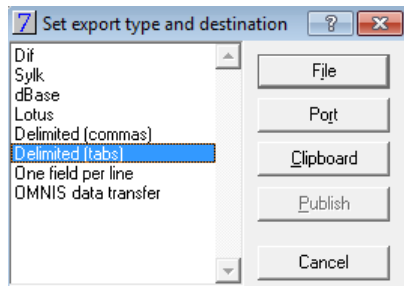 7 Set export type and destination ?
Dif
Sylk
dBase
Lotus
Delimited (commas)
Delimited (tabs)
One field per line
OMNIS data transfer
File
Port
Clipboard
Publish
Cancel